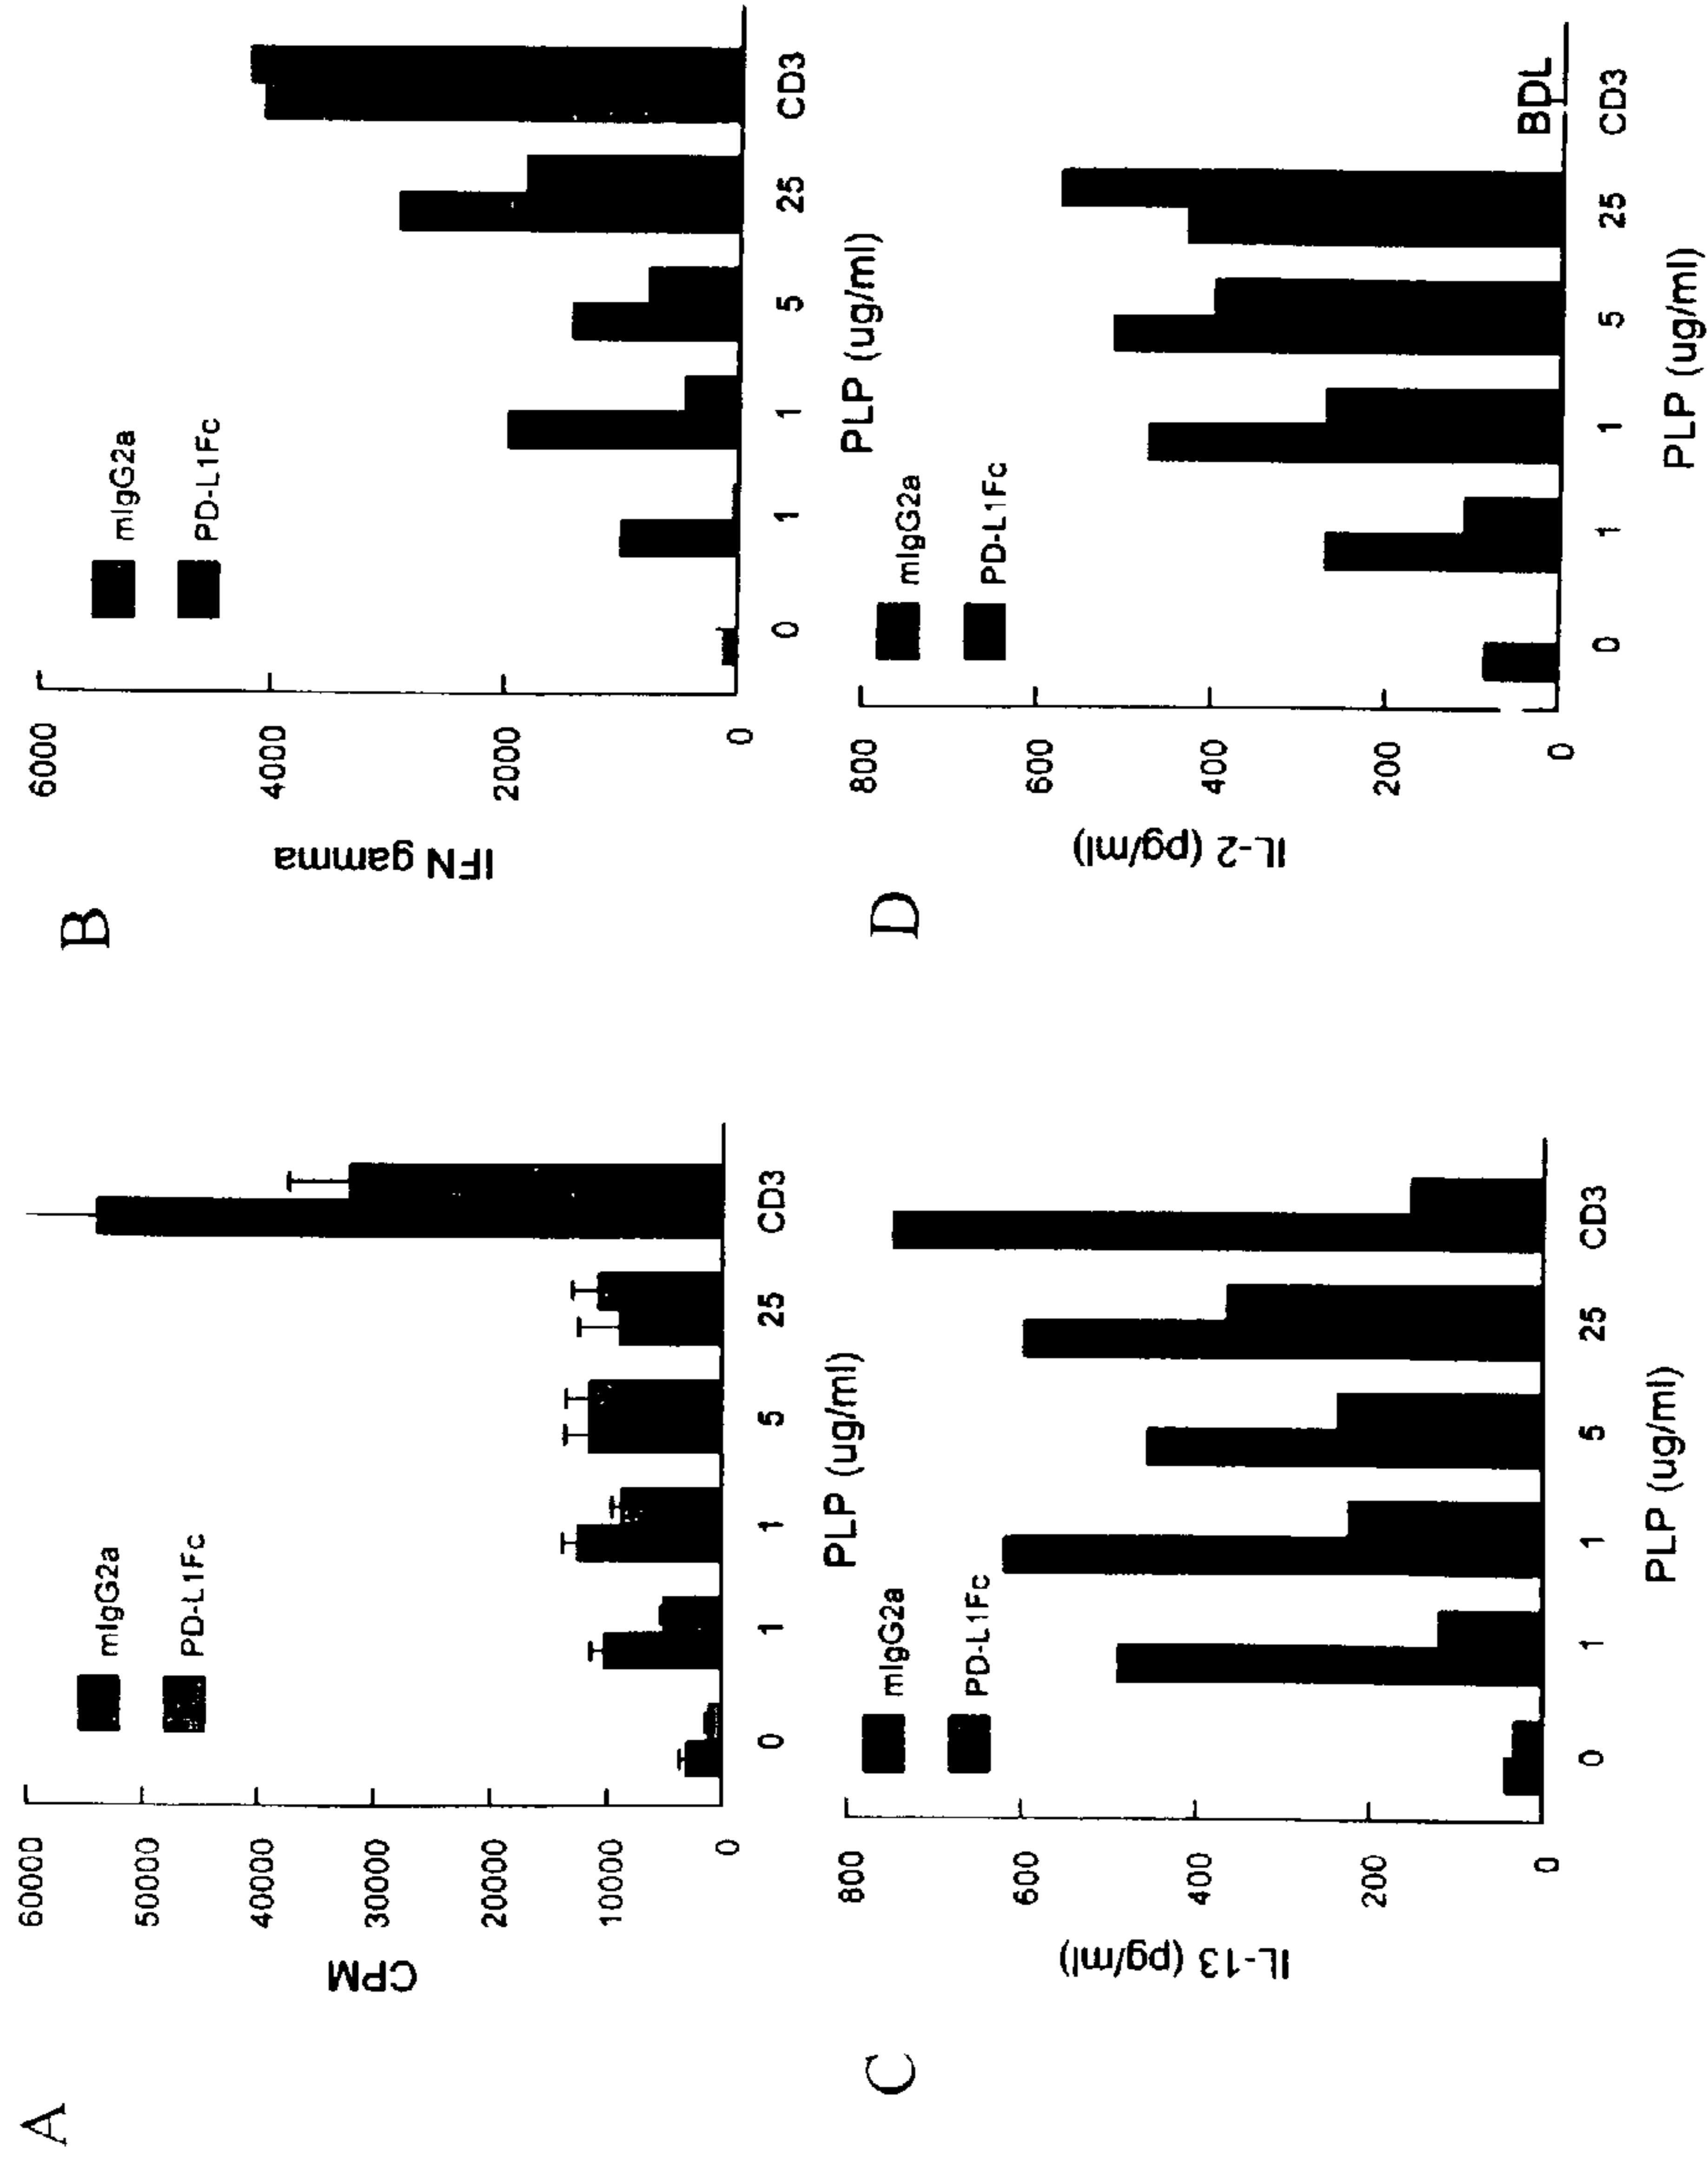 A
60000
50000
40000
30000
20000
10000
0
CPM
mIgG2a
PD-L1Fc
0 1 1 5 25 CD3
PLP (ug/ml)
B
6000
4000
2000
0
IFN gamma
mIgG2a
PD-L1Fc
0 1 1 5 25 CD3
PLP (ug/ml)
C
800
600
400
200
0
IL-13 (pg/ml)
mIgG2a
PD-L1Fc
0 1 1 5 25 CD3
PLP (ug/ml)
D
800
600
400
200
0
IL-2 (pg/ml)
mIgG2a
PD-L1Fc
BDL
0 1 1 5 25 CD3
PLP (ug/ml)